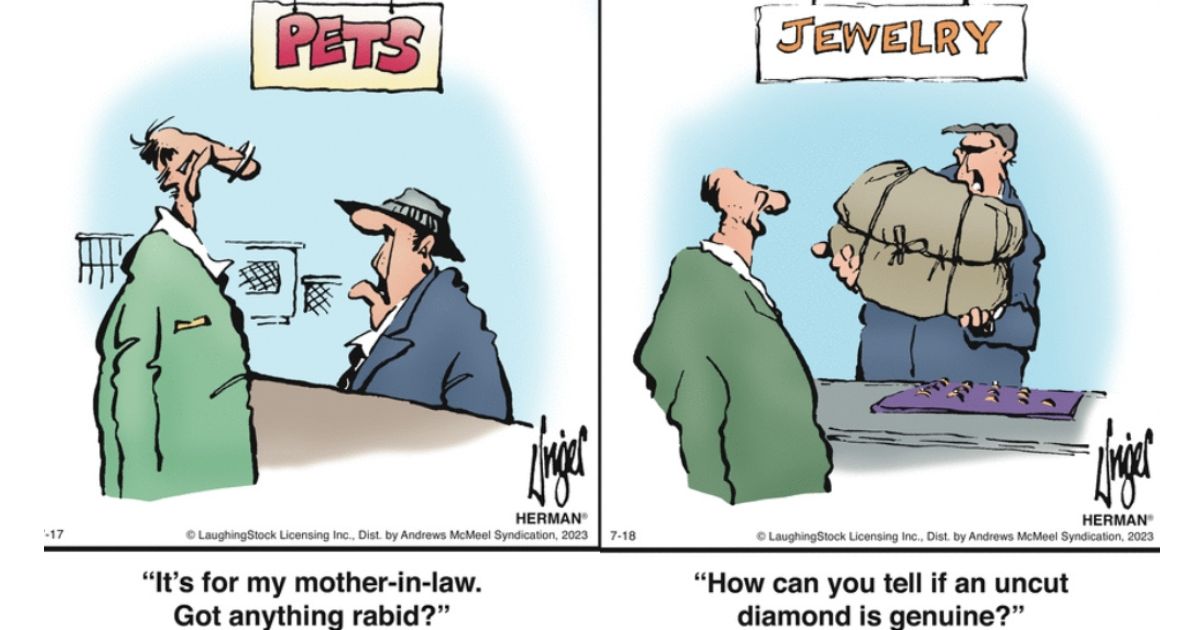 PETS
Unger
HERMAN®
-17
© LaughingStock Licensing Inc., Dist. by Andrews McMeel Syndication, 2023
“It’s for my mother-in-law.
Got anything rabid?”
JEWELRY
Unger
HERMAN®
7-18
© LaughingStock Licensing Inc., Dist. by Andrews McMeel Syndication, 2023
“How can you tell if an uncut
diamond is genuine?”